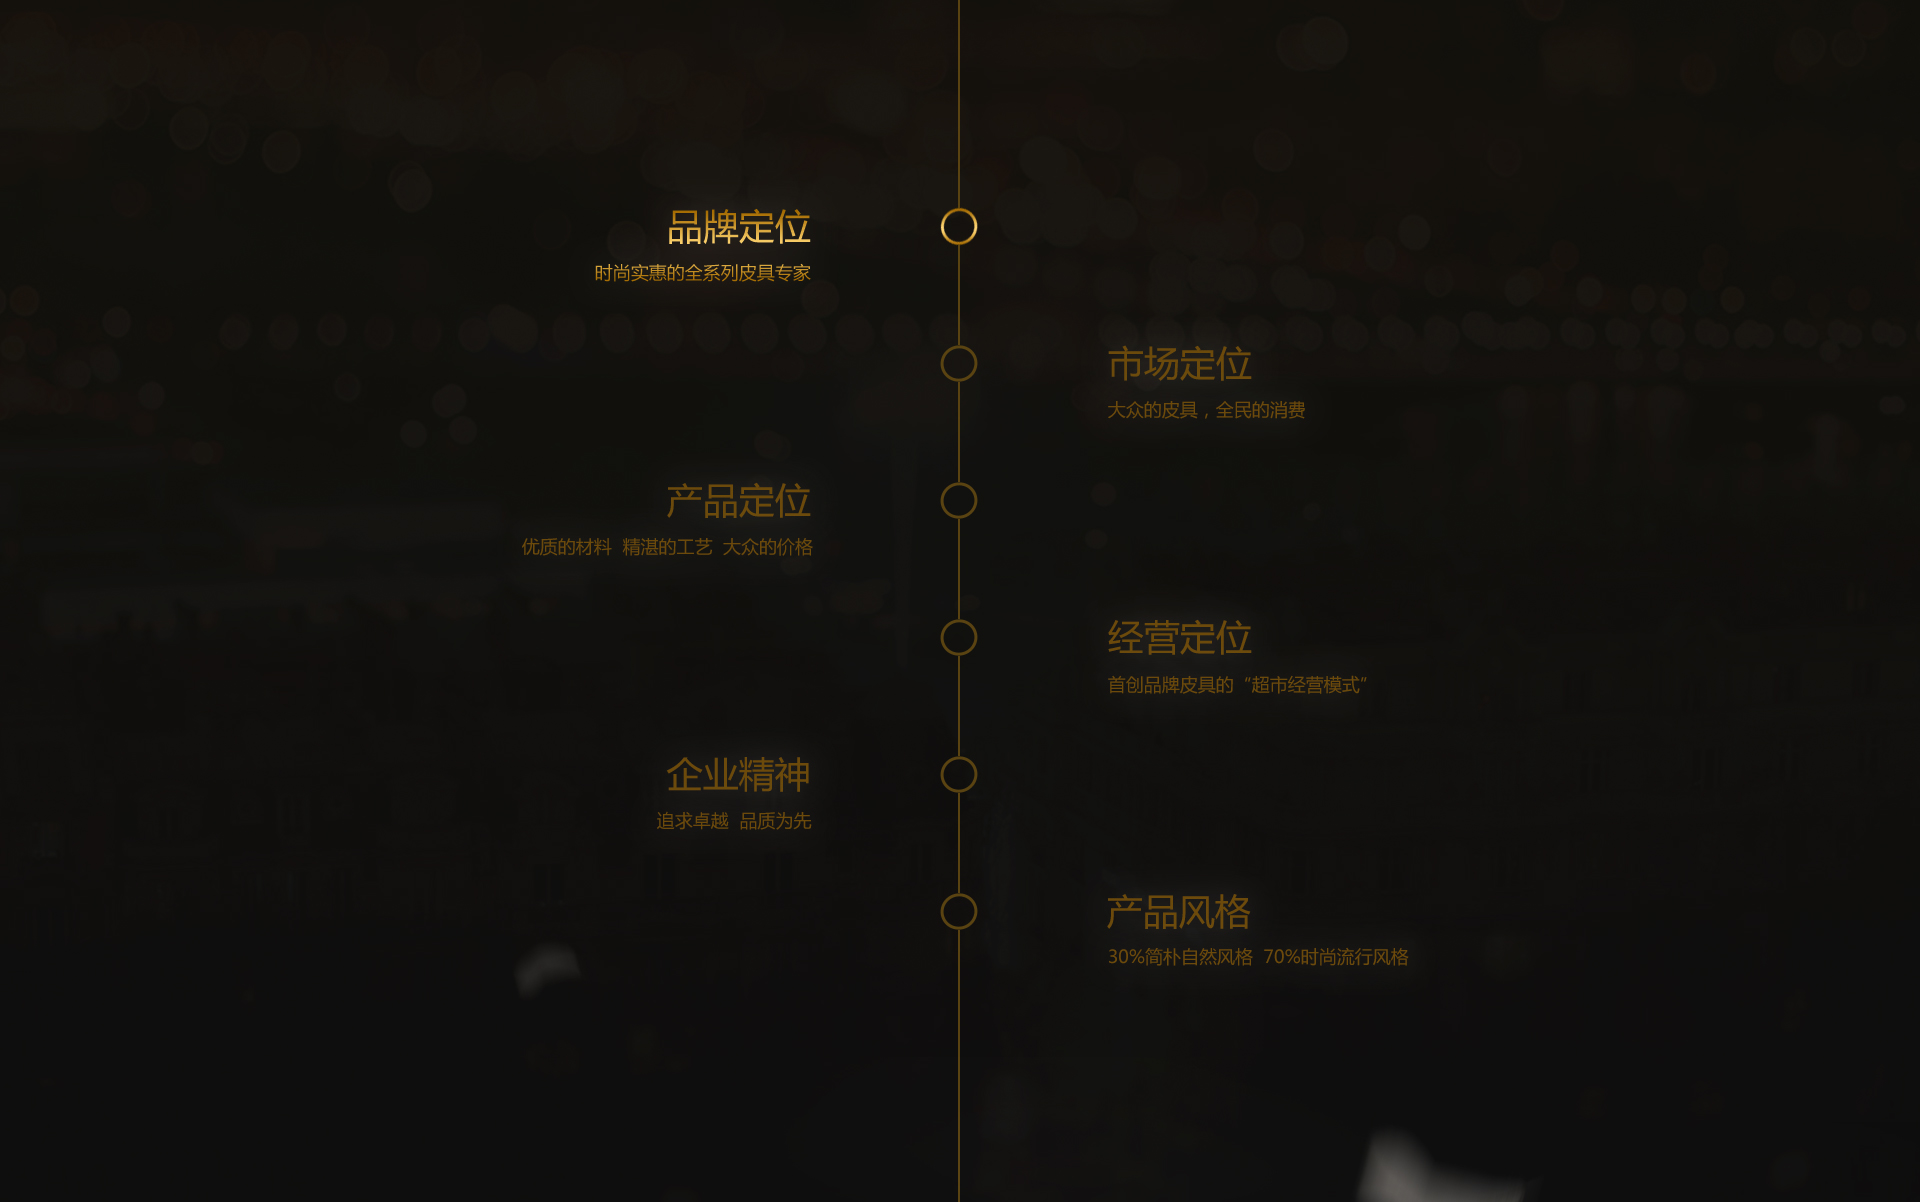 品牌定位
时尚实惠的全系列皮具专家
市场定位
大众的皮具，全民的消费
产品定位
优质的材料 精湛的工艺 大众的价格
经营定位
首创品牌皮具的“超市经营模式”
企业精神
追求卓越 品质为先
产品风格
30%简朴自然风格 70%时尚流行风格